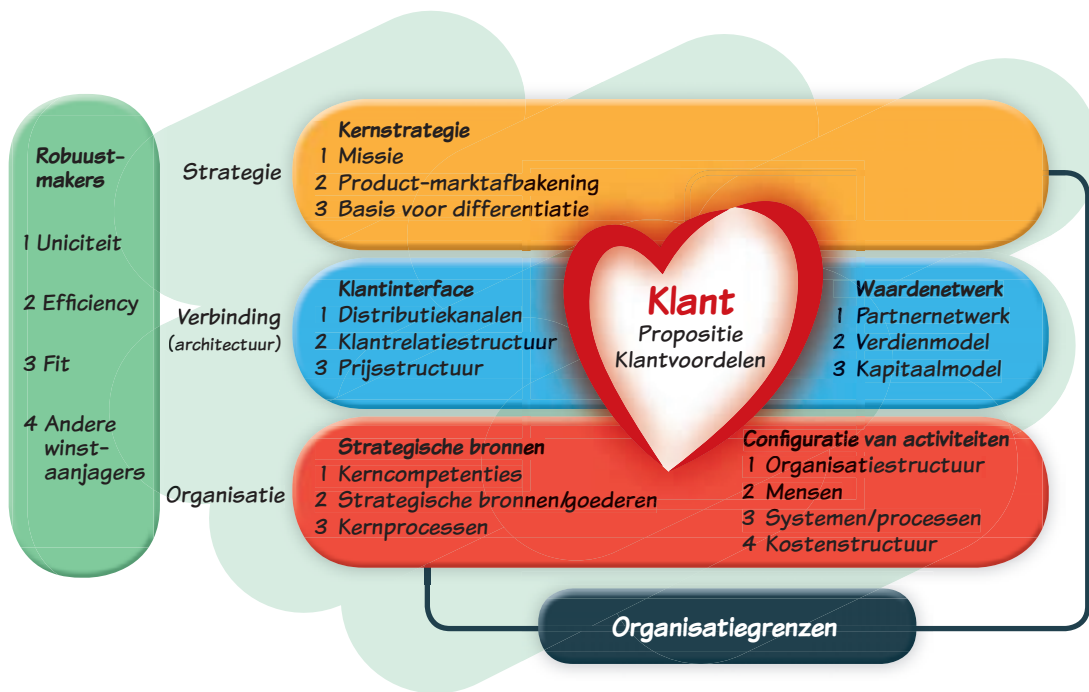 Robuust-
makers
1 Uniciteit
2 Efficiency
3 Fit
4 Andere
winst-
aanjagers
Strategie
Kernstrategie
1 Missie
2 Product-marktafbakening
3 Basis voor differentiatie
Verbinding
(architectuur)
Klantinterface
1 Distributiekanalen
2 Klantrelatiestructuur
3 Prijsstructuur
Klant
Propositie
Klantvoordelen
Waardenetwerk
1 Partnernetwerk
2 Verdienmodel
3 Kapitaalmodel
Organisatie
Strategische bronnen
1 Kerncompetenties
2 Strategische bronnen/goederen
3 Kernprocessen
Configuratie van activiteiten
1 Organisatiestructuur
2 Mensen
3 Systemen/processen
4 Kostenstructuur
Organisatiegrenzen